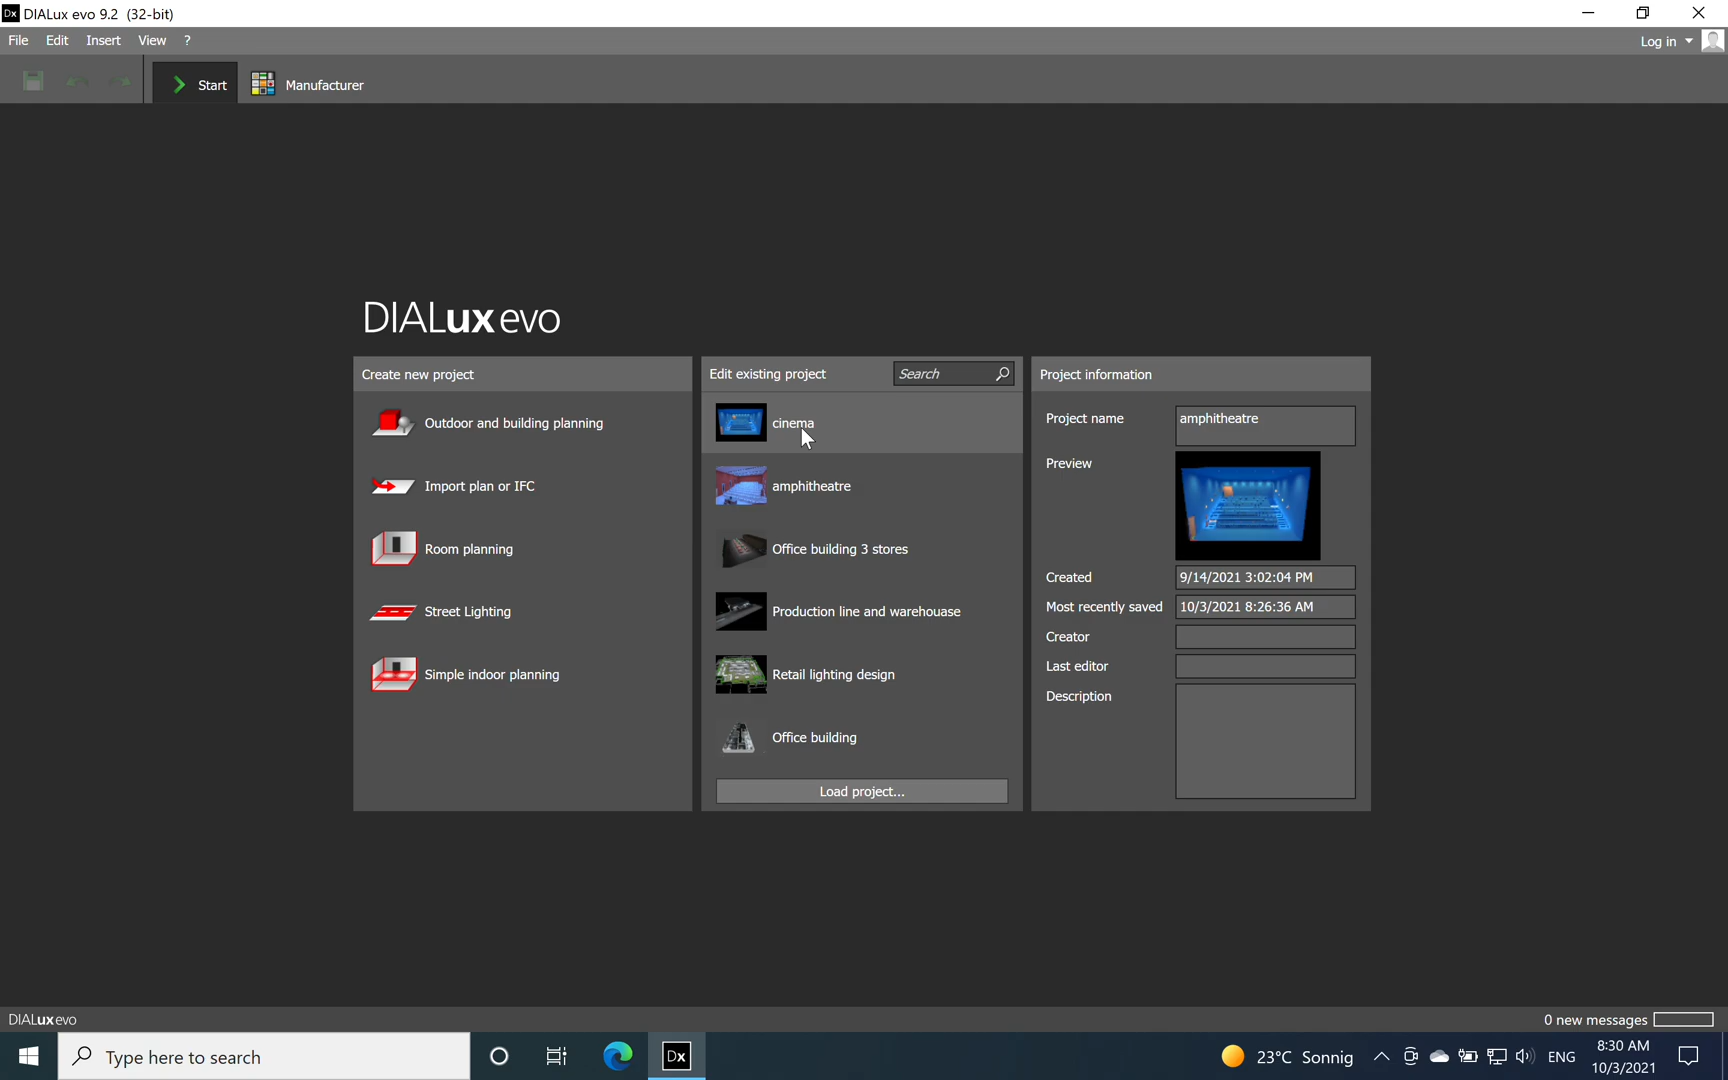 DIALux evo 9.2 (32-bit)
File Edit Insert View ?
Log in
Start Manufacturer
DIALux evo
Create new project
Outdoor and building planning
Import plan or IFC
Room planning
Street Lighting
Simple indoor planning
Edit existing project Search
cinema
amphitheatre
Office building 3 stores
Production line and warehouase
Retail lighting design
Office building
Load project...
Project information
Project name amphitheatre
Preview
Created 9/14/2021 3:02:04 PM
Most recently saved 10/3/2021 8:26:36 AM
Creator
Last editor
Description
DIALux evo
0 new messages
Type here to search
Dx
23°C Sonnig
ENG
8:30 AM
10/3/2021